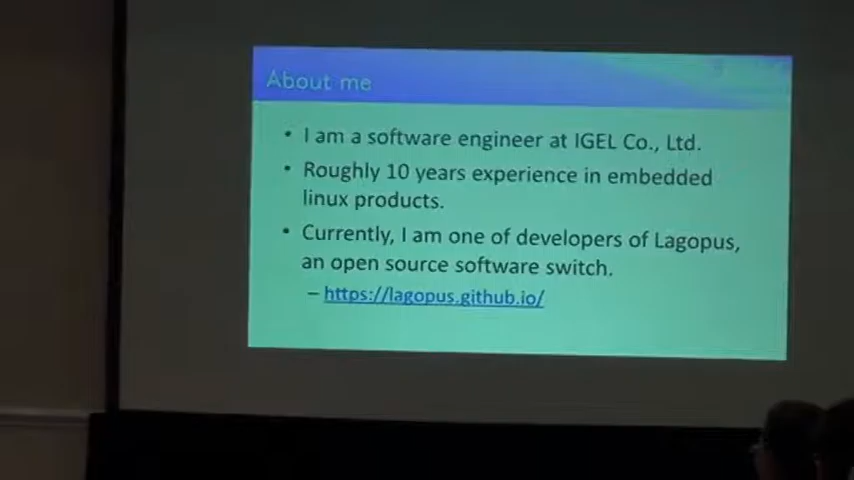 About me
• I am a software engineer at IGEL Co., Ltd.
• Roughly 10 years experience in embedded
linux products.
• Currently, I am one of developers of Lagopus,
an open source software switch.
– https://lagopus.github.io/